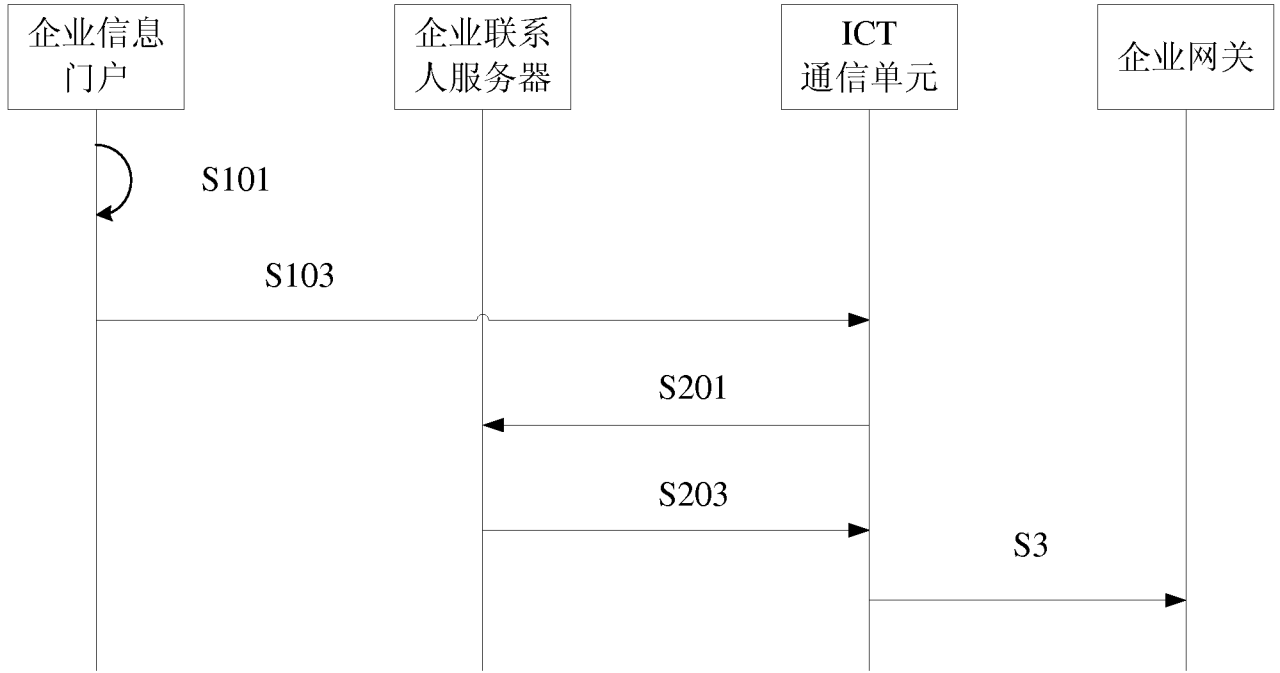 企业信息
门户
企业联系
人服务器
ICT
通信单元
企业网关
S101
S103
S201
S203
S3